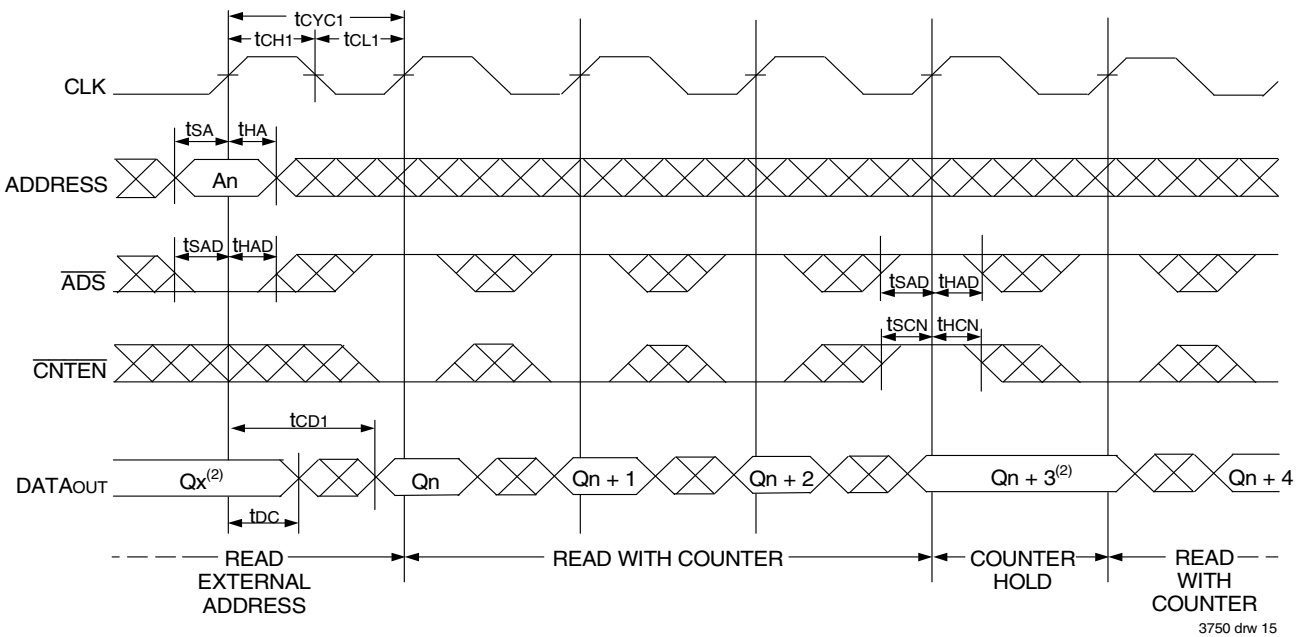 tCYC1
tCH1 tCL1
CLK
tSA tHA
ADDRESS An
tSAD tHAD
ADS
tSAD tHAD
tSCN tHCN
CNTEN
tCD1
DATAOUT Qx(2) Qn Qn + 1 Qn + 2 Qn + 3(2) Qn + 4
tDC
READ EXTERNAL ADDRESS
READ WITH COUNTER
COUNTER HOLD
READ WITH COUNTER
3750 drw 15